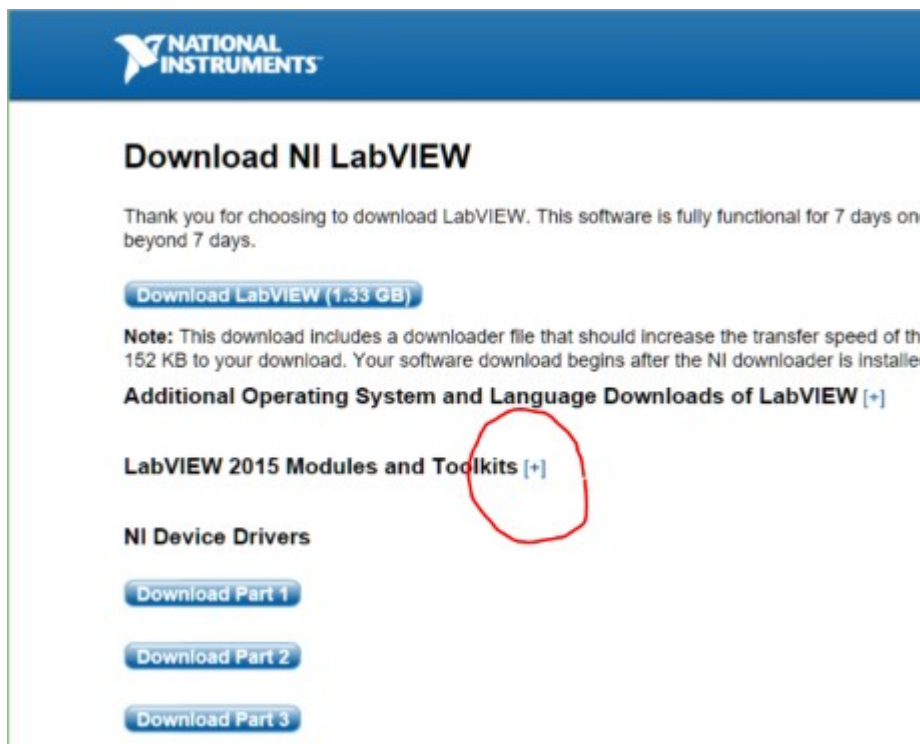 NATIONAL
INSTRUMENTS
Download NI LabVIEW
Thank you for choosing to download LabVIEW. This software is fully functional for 7 days on
beyond 7 days.
Download LabVIEW (1.33 GB)
Note: This download includes a downloader file that should increase the transfer speed of th
152 KB to your download. Your software download begins after the NI downloader is installe
Additional Operating System and Language Downloads of LabVIEW [+]
LabVIEW 2015 Modules and Toolkits [+]
NI Device Drivers
Download Part 1
Download Part 2
Download Part 3